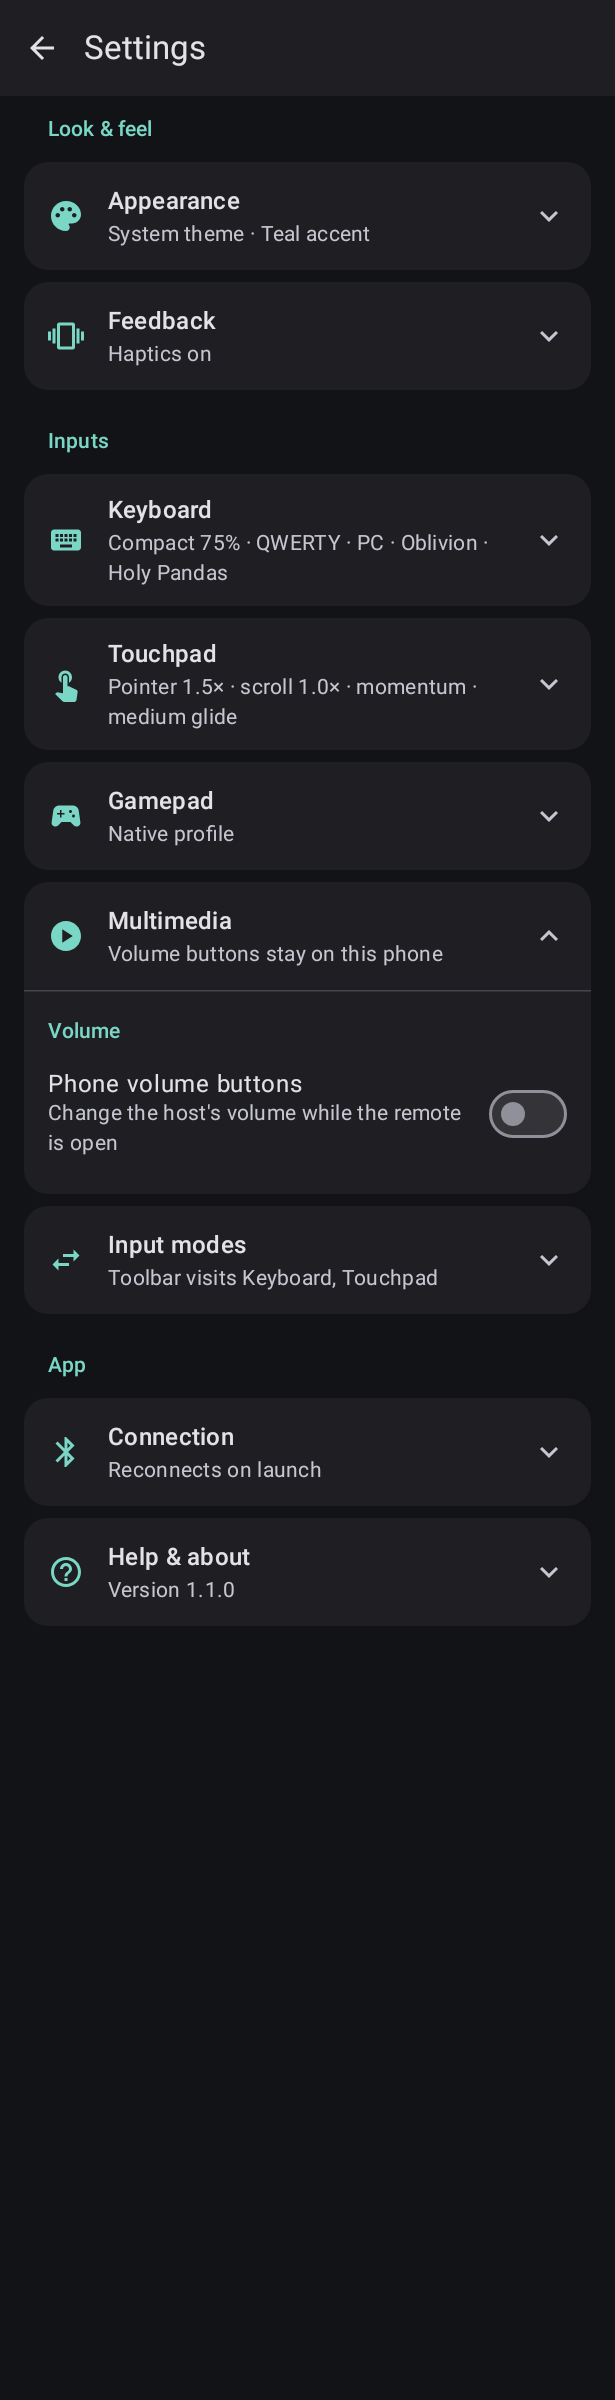 Settings
Look & feel
Appearance
System theme · Teal accent
Feedback
Haptics on
Inputs
Keyboard
Compact 75% · QWERTY · PC · Oblivion ·
Holy Pandas
Touchpad
Pointer 1.5× · scroll 1.0× · momentum ·
medium glide
Gamepad
Native profile
Multimedia
Volume buttons stay on this phone
Volume
Phone volume buttons
Change the host's volume while the remote
is open
Input modes
Toolbar visits Keyboard, Touchpad
App
Connection
Reconnects on launch
Help & about
Version 1.1.0